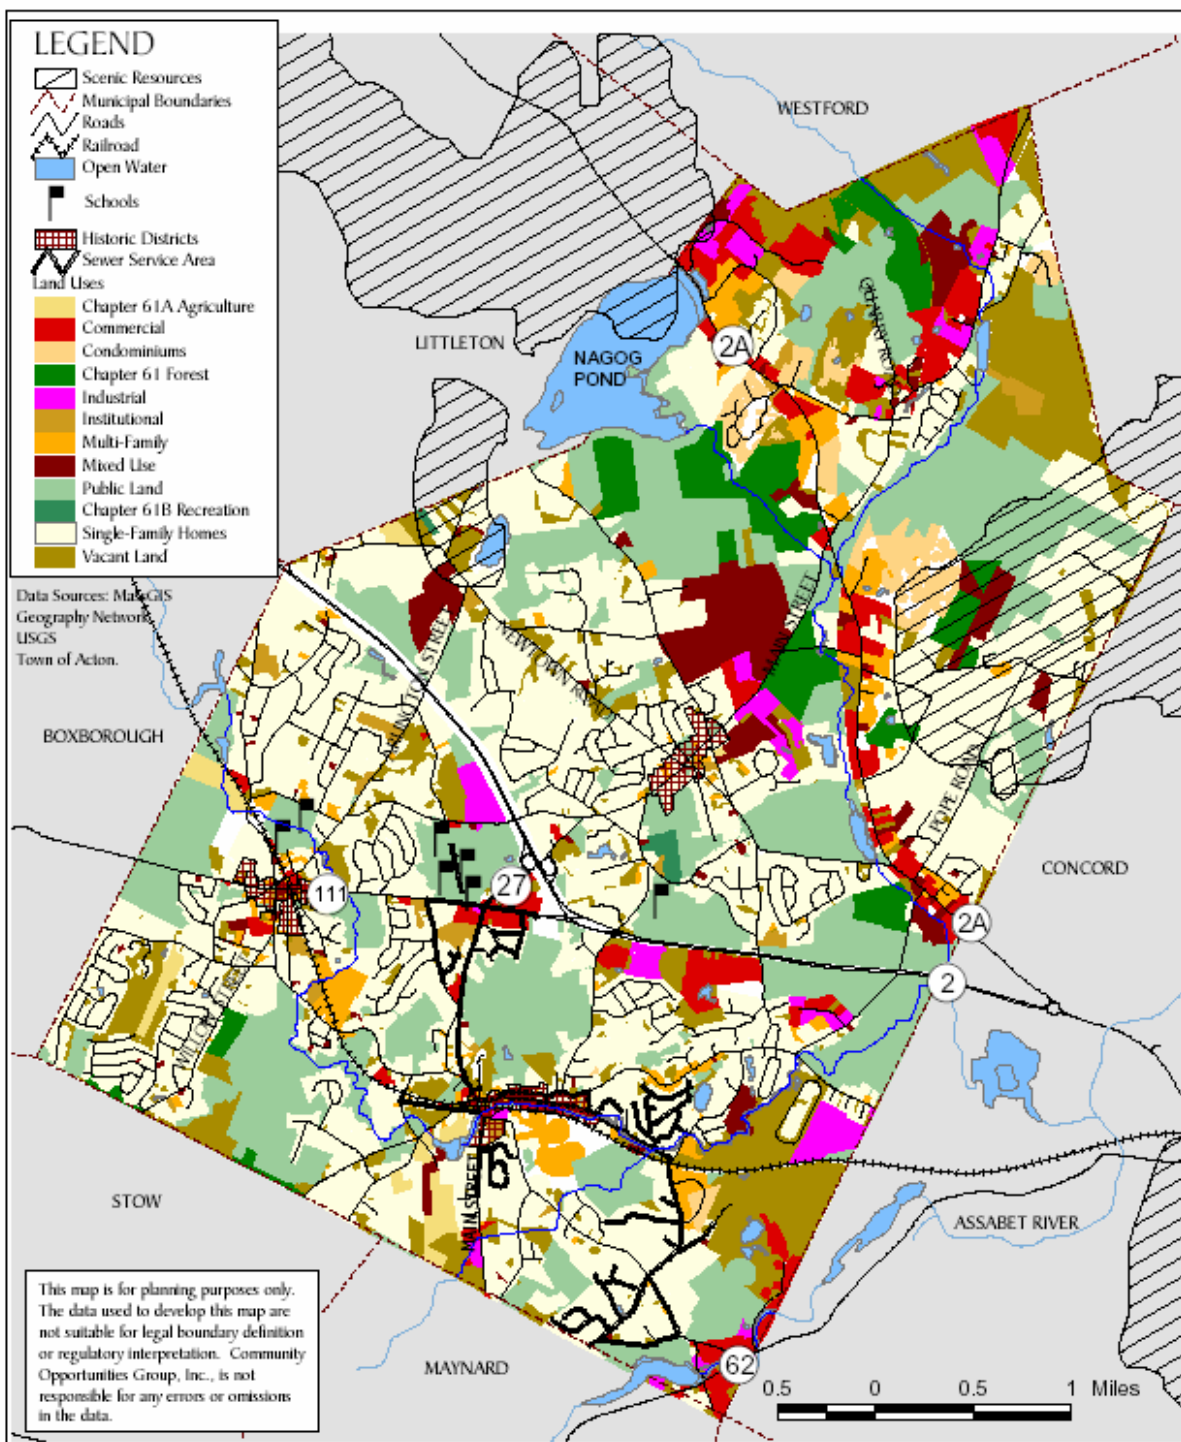 LEGEND
Scenic Resources
Municipal Boundaries
Roads
Railroad
Open Water
Schools
Historic Districts
Sewer Service Area
Land Uses
Chapter 61A Agriculture
Commercial
Condominiums
Chapter 61 Forest
Industrial
Institutional
Multi-Family
Mixed Use
Public Land
Chapter 61B Recreation
Single-Family Homes
Vacant Land
Data Sources: MassGIS
Geography Network
USGS
Town of Acton.
WESTFORD
LITTLETON
NAGOG
POND
2A
MAIN STREET
NEWTOWN ROAD
ARLINGTON STREET
BOXBOROUGH
POPE ROAD
CONCORD
111
27
2A
2
WILLOW STREET
MAIN STREET
STOW
ASSABET RIVER
MAYNARD
62
This map is for planning purposes only.
The data used to develop this map are
not suitable for legal boundary definition
or regulatory interpretation. Community
Opportunities Group, Inc., is not
responsible for any errors or omissions
in the data.
0.5 0 0.5 1 Miles